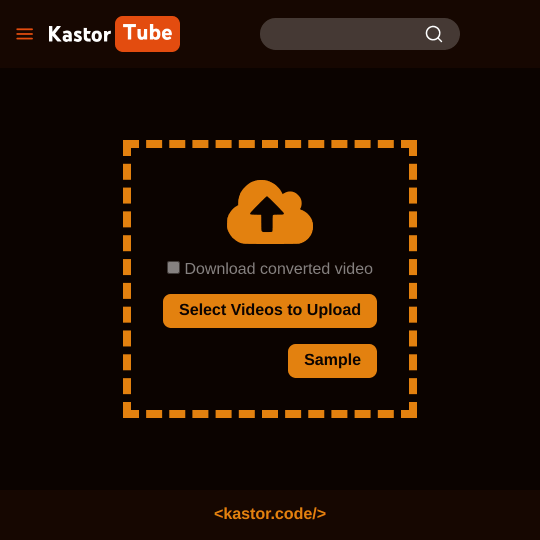 Kastor Tube
Download converted video
Select Videos to Upload
Sample
<kastor.code/>